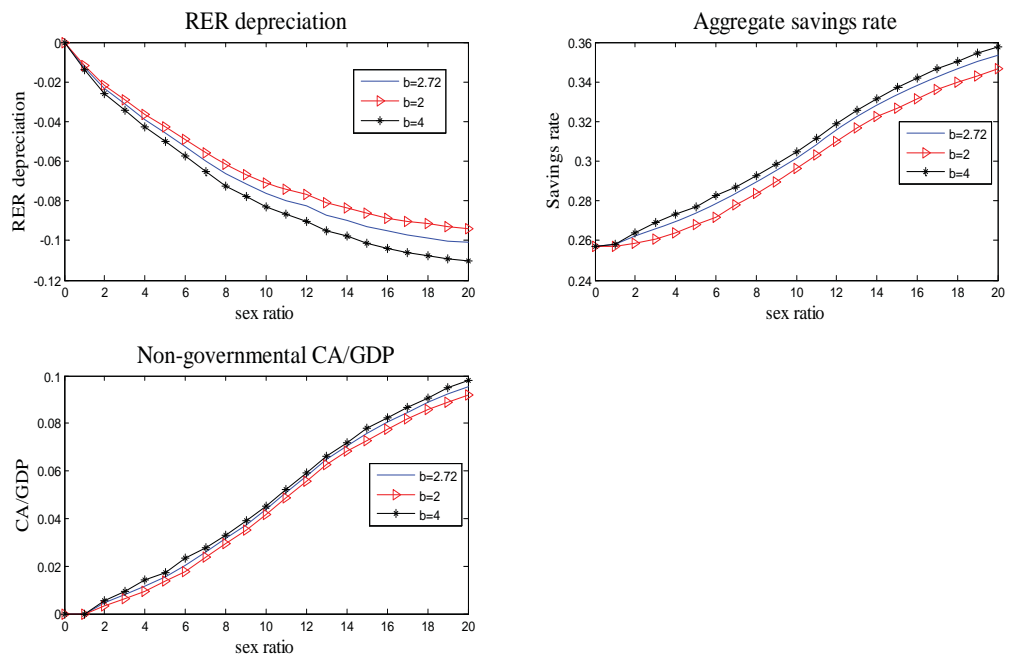 RER depreciation
RER depreciation
0
-0.02
-0.04
-0.06
-0.08
-0.1
-0.12
0 2 4 6 8 10 12 14 16 18 20
sex ratio
b=2.72
b=2
b=4
Aggregate savings rate
Savings rate
0.36
0.34
0.32
0.3
0.28
0.26
0.24
0 2 4 6 8 10 12 14 16 18 20
sex ratio
b=2.72
b=2
b=4
Non-governmental CA/GDP
CA/GDP
0.1
0.08
0.06
0.04
0.02
0
0 2 4 6 8 10 12 14 16 18 20
sex ratio
b=2.72
b=2
b=4